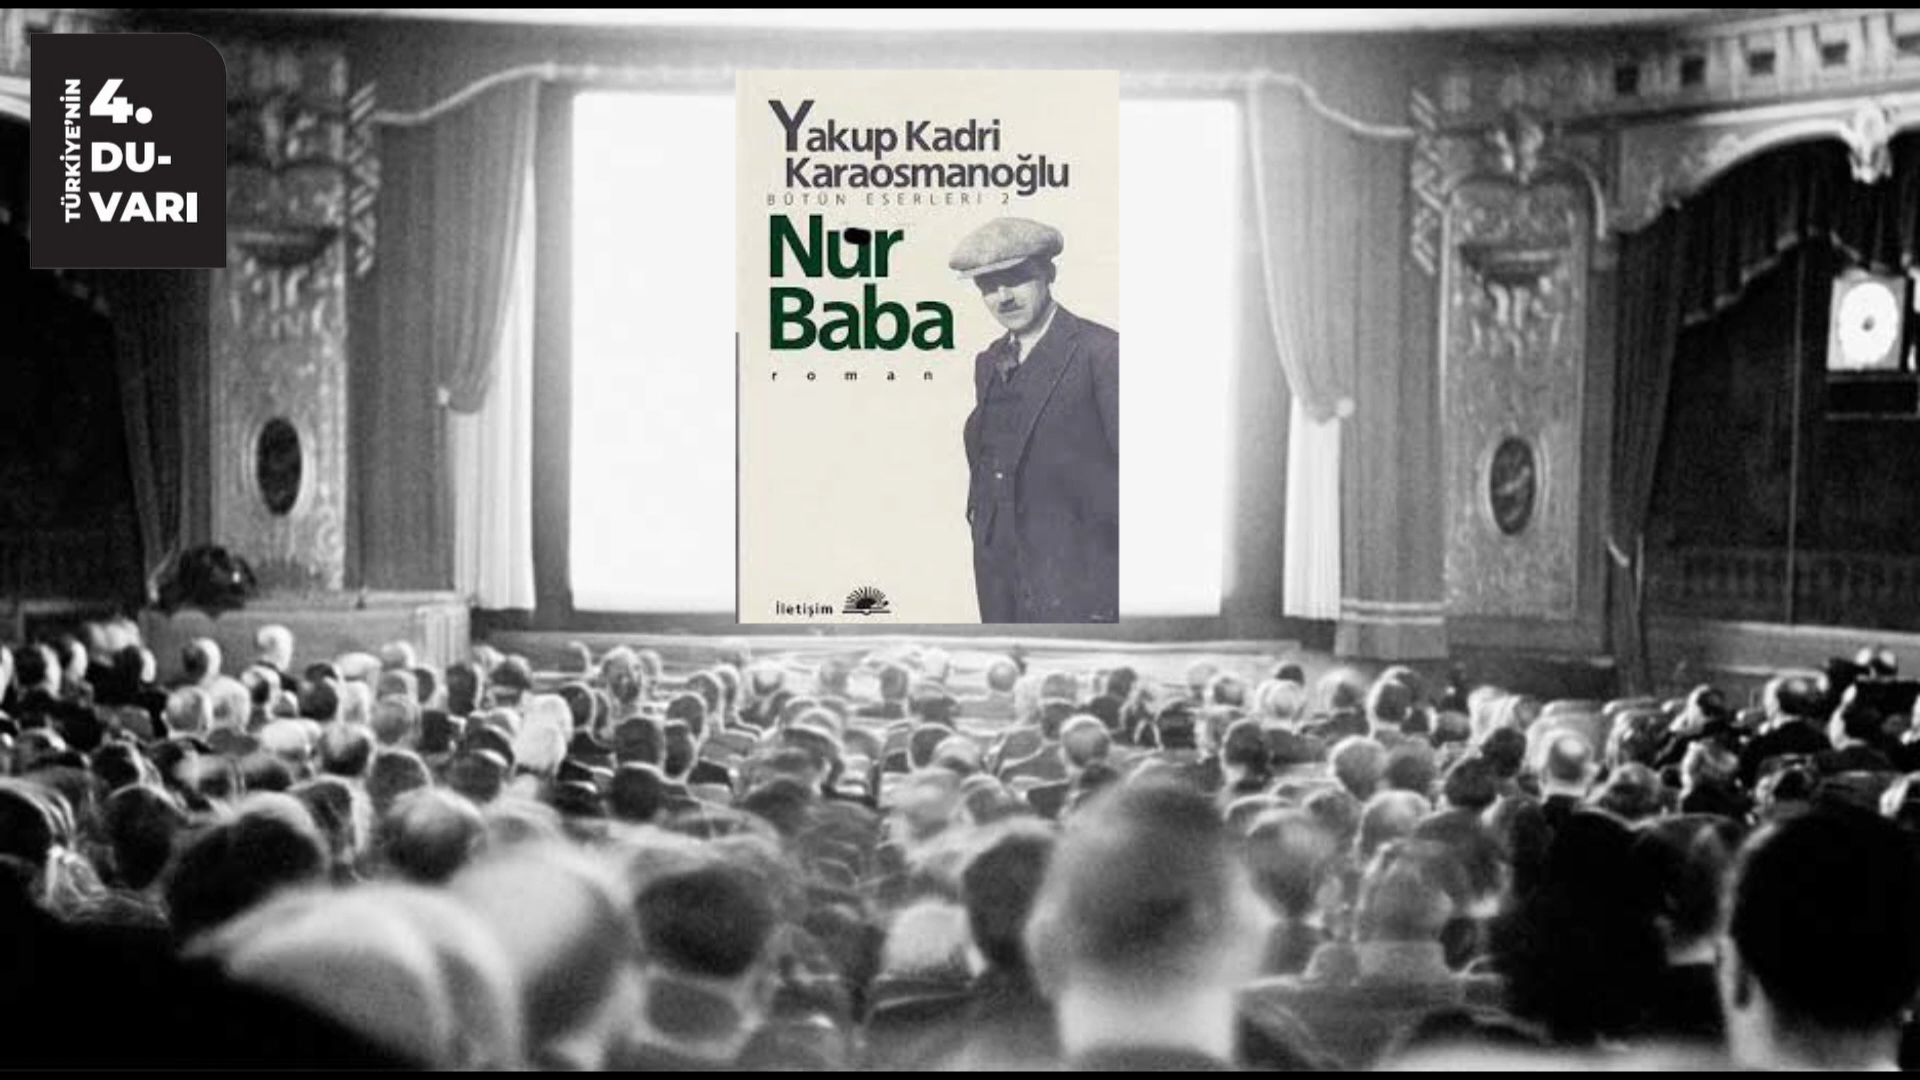 TÜRKİYE'NİN
4.
DU-
VARI
Yakup Kadri
Karaosmanoğlu
BÜTÜN ESERLERİ 2
Nur
Baba
roman
İletişim